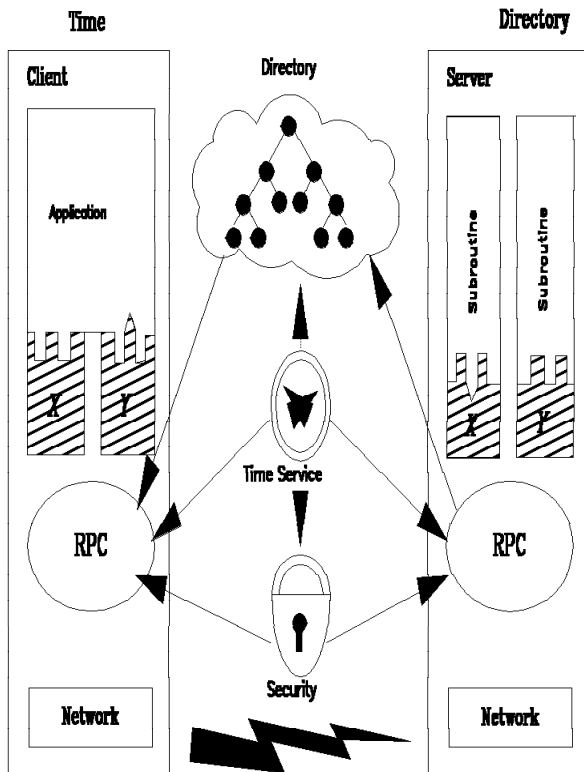 Time
Directory
Client
Directory
Server
Application
Subroutine
Subroutine
X
Y
X
Y
Time Service
RPC
RPC
Security
Network
Network